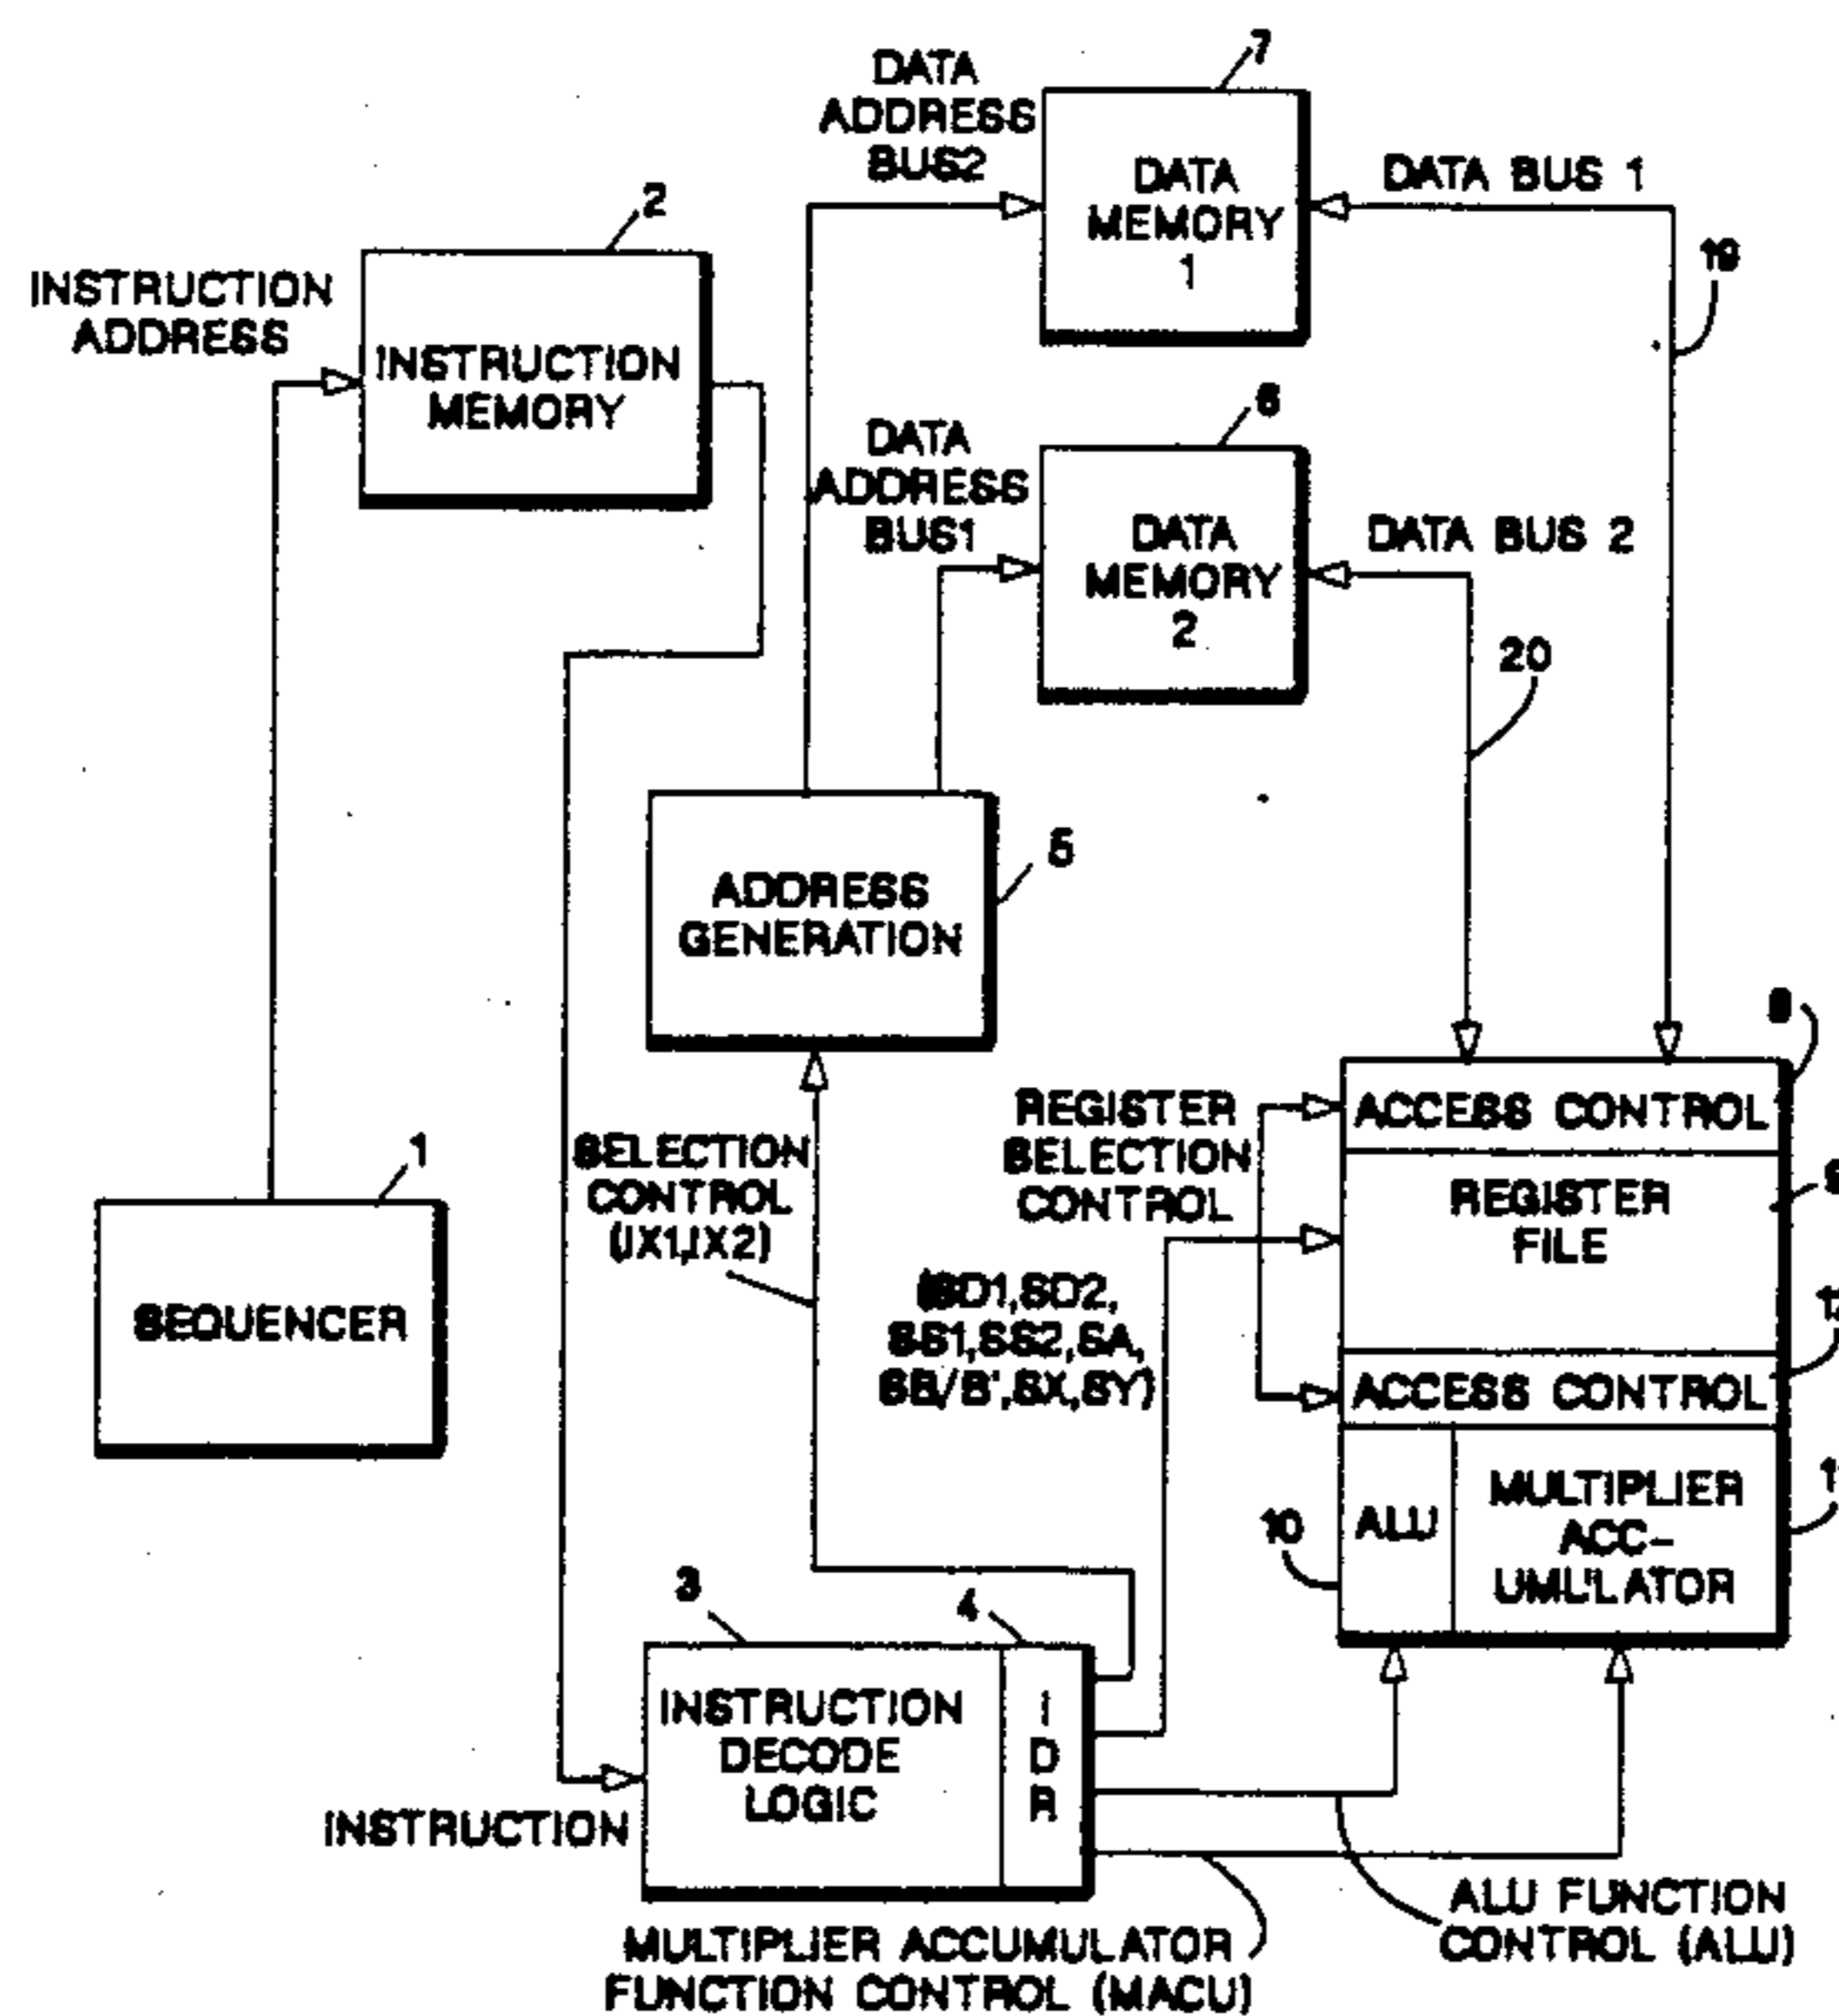 7
DATA
ADDRESS
BUS2
DATA
MEMORY
1
DATA BUS 1
2
19
INSTRUCTION
ADDRESS
INSTRUCTION
MEMORY
6
DATA
ADDRESS
BUS1
DATA
MEMORY
2
DATA BUS 2
20
5
ADDRESS
GENERATION
ACCESS CONTROL
REGISTER
SELECTION
CONTROL
SELECTION
CONTROL
(IX1,IX2)
1
REGISTER
FILE
(SD1,SD2,
SS1,SS2,SA,
SB/B',SX,SY)
SEQUENCER
ACCESS CONTROL
10
ALU
MULTIPLIER
ACC-
UMULATOR
3
4
INSTRUCTION
DECODE
LOGIC
I
D
R
INSTRUCTION
ALU FUNCTION
CONTROL (ALU)
MULTIPLIER ACCUMULATOR
FUNCTION CONTROL (MACU)